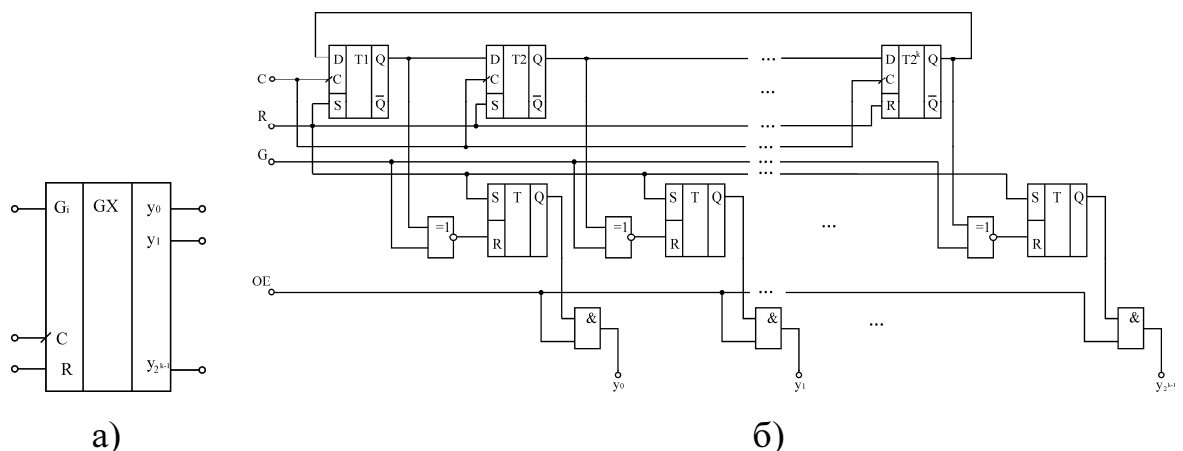 D T1 Q
C
S Q̅
D T2 Q
C
S Q̅
...
...
D T2ᵏ Q
C
R Q̅
C
R
...
...
...
G
...
...
S T Q
R
=1
S T Q
R
=1
...
...
S T Q
R
=1
OE
...
&
&
...
&
y₀
y₁
y₂ᵏ⁻¹
Gᵢ GX y₀
y₁
C
R y₂ᵏ⁻¹
а)
б)